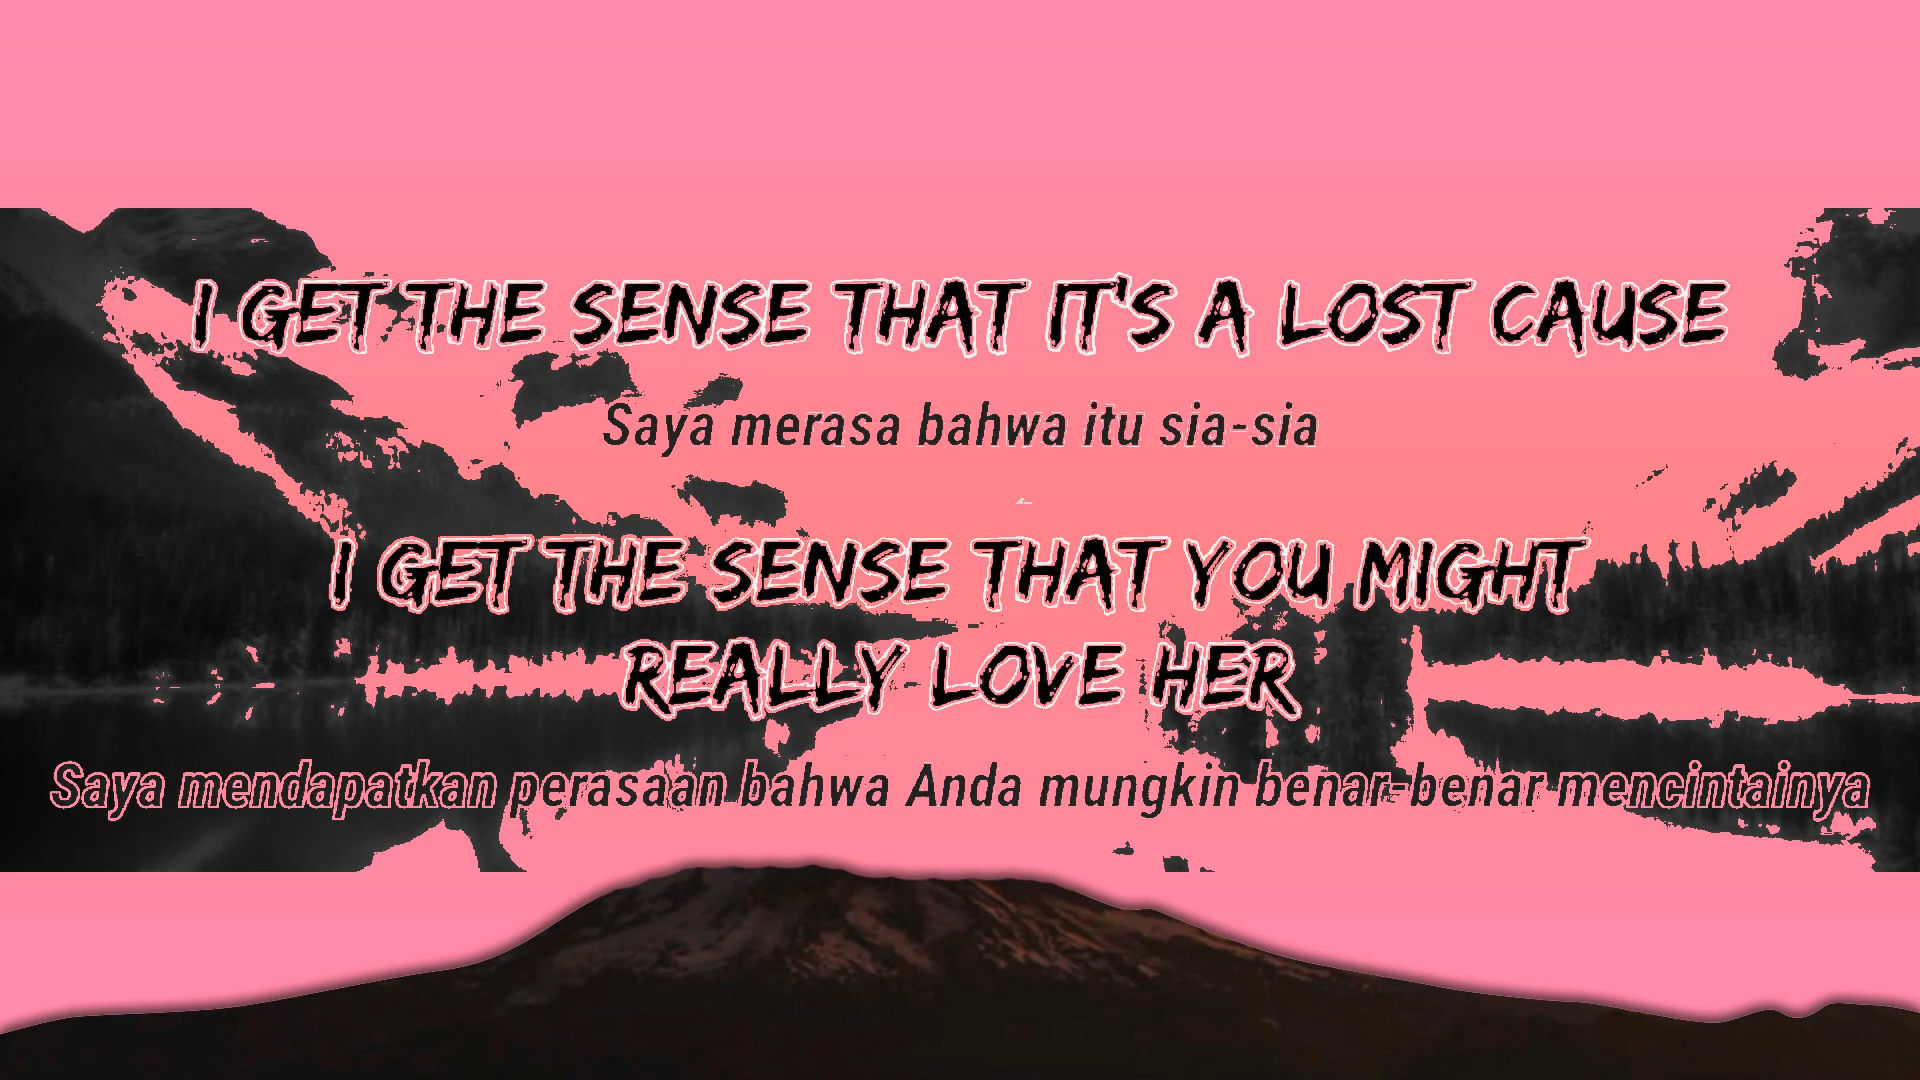 I GET THE SENSE THAT IT'S A LOST CAUSE
Saya merasa bahwa itu sia-sia
I GET THE SENSE THAT YOU MIGHT
REALLY LOVE HER
Saya mendapatkan perasaan bahwa Anda mungkin benar-benar mencintainya